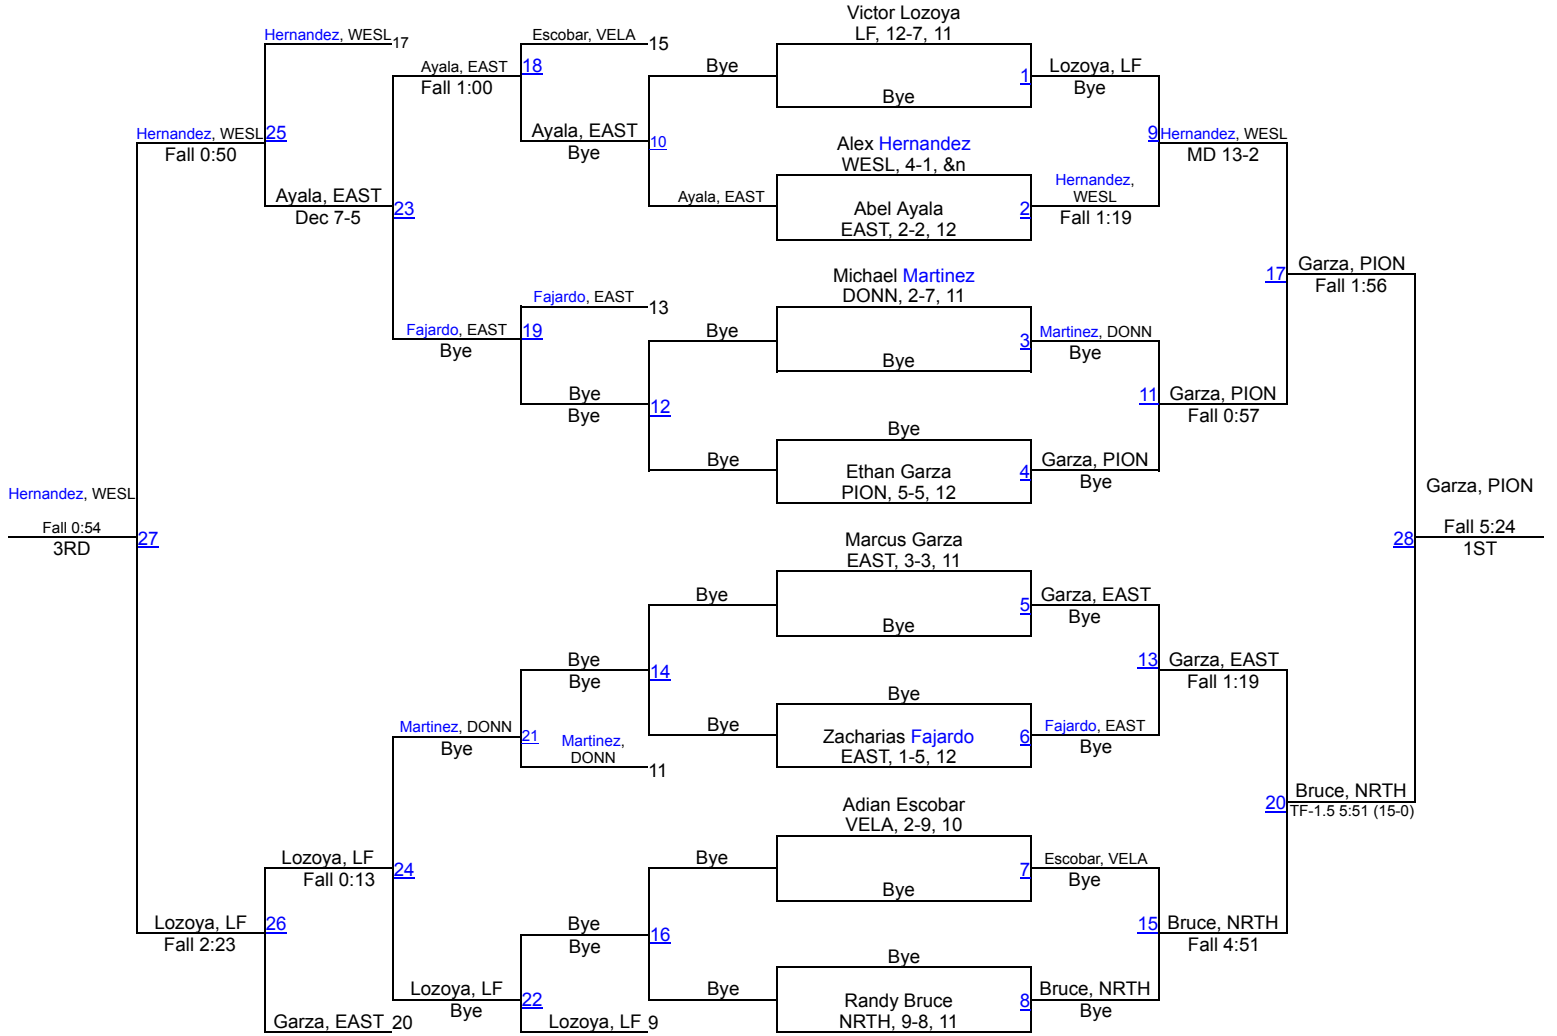 Victor Lozoya
LF, 12-7, 11
Hernandez, WESL
17
Escobar, VELA
15
Ayala, EAST
Fall 1:00
18
Bye
1
Lozoya, LF
Bye
Bye
Hernandez, WESL
Fall 0:50
25
Ayala, EAST
Bye
10
Alex Hernandez
WESL, 4-1, &n
9
Hernandez, WESL
MD 13-2
Ayala, EAST
Dec 7-5
23
Ayala, EAST
Abel Ayala
EAST, 2-2, 12
2
Hernandez,
WESL
Fall 1:19
Michael Martinez
DONN, 2-7, 11
17
Garza, PION
Fall 1:56
Fajardo, EAST
13
Fajardo, EAST
Bye
19
Bye
3
Martinez, DONN
Bye
Bye
Bye
Bye
12
11
Garza, PION
Fall 0:57
Bye
Bye
Ethan Garza
PION, 5-5, 12
4
Garza, PION
Bye
Hernandez, WESL
Fall 0:54
3RD
27
Garza, PION
28
Fall 5:24
1ST
Marcus Garza
EAST, 3-3, 11
Bye
5
Garza, EAST
Bye
Bye
Bye
Bye
14
13
Garza, EAST
Fall 1:19
Bye
Martinez, DONN
Bye
21
Martinez,
DONN
11
Bye
Zacharias Fajardo
EAST, 1-5, 12
6
Fajardo, EAST
Bye
20
Bruce, NRTH
TF-1.5 5:51 (15-0)
Adian Escobar
VELA, 2-9, 10
Lozoya, LF
Fall 0:13
24
Bye
7
Escobar, VELA
Bye
Bye
Lozoya, LF
Fall 2:23
26
Bye
Bye
16
15
Bruce, NRTH
Fall 4:51
Bye
Lozoya, LF
Bye
22
Bye
Randy Bruce
NRTH, 9-8, 11
8
Bruce, NRTH
Bye
Garza, EAST
20
Lozoya, LF
9